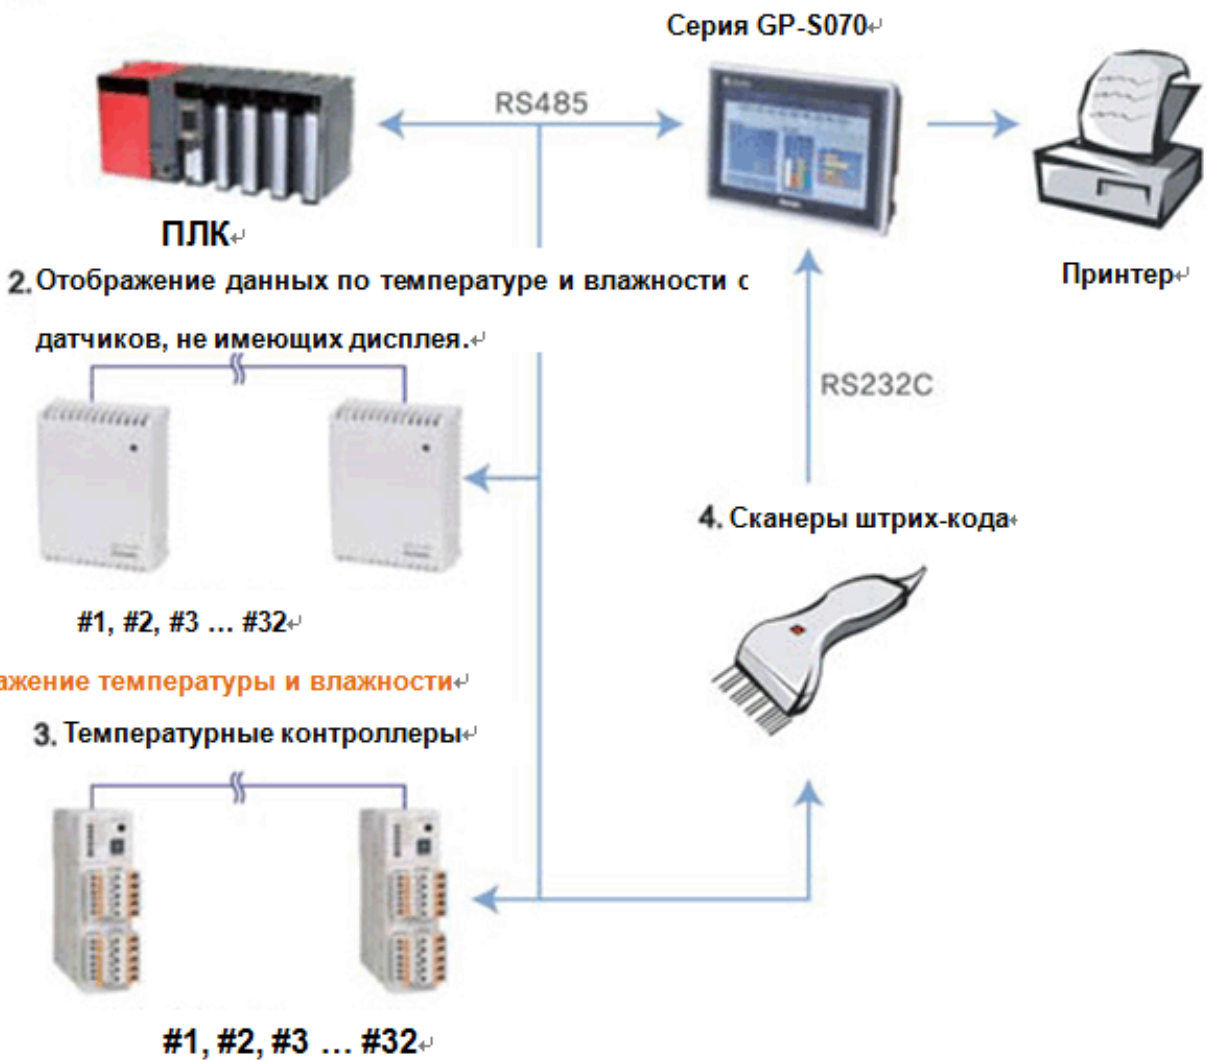 Серия GP-S070
RS485
ПЛК
Принтер
2. Отображение данных по температуре и влажности с
датчиков, не имеющих дисплея.
RS232C
4. Сканеры штрих-кода
#1, #2, #3 … #32
температуры и влажности
3. Температурные контроллеры
#1, #2, #3 … #32